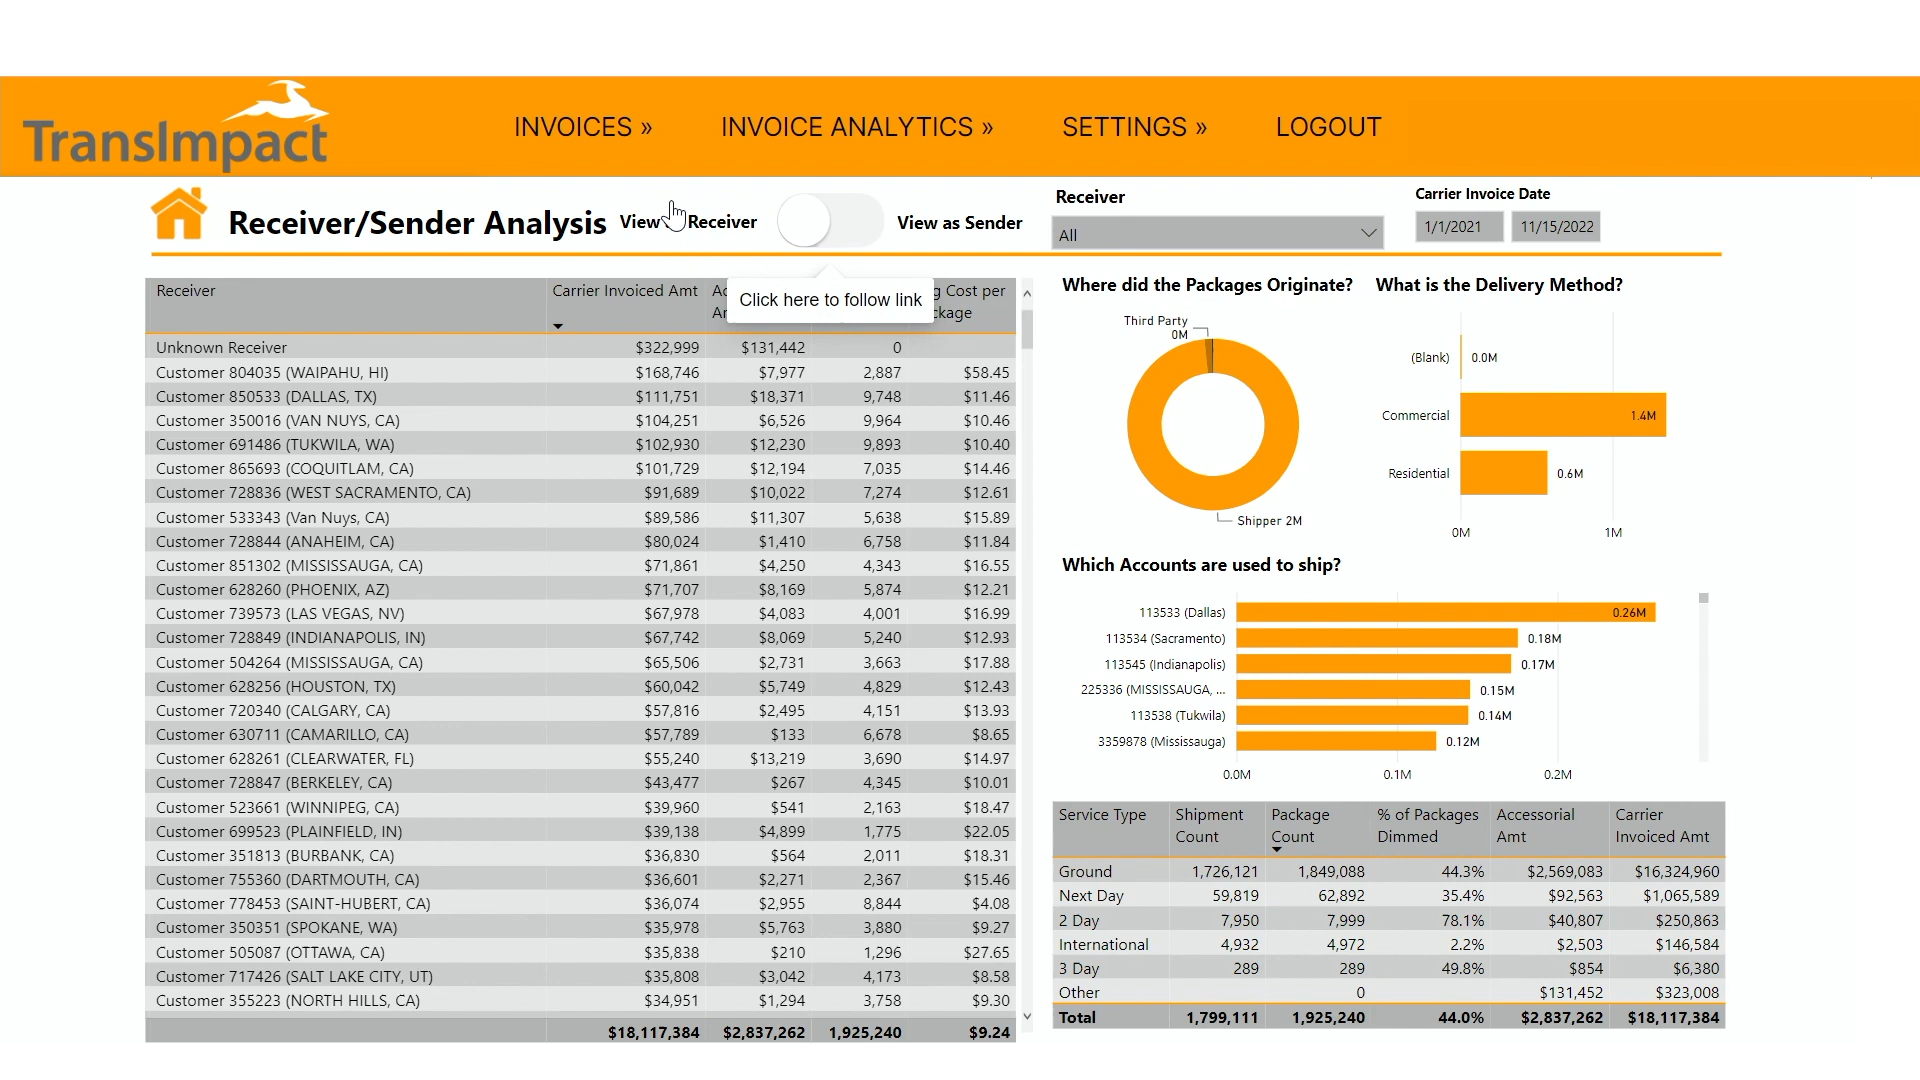 TransImpact
INVOICES »
INVOICE ANALYTICS »
SETTINGS »
LOGOUT
Receiver/Sender Analysis
View Receiver
View as Sender
Receiver
All
Carrier Invoice Date
1/1/2021 11/15/2022
Click here to follow link
Receiver Carrier Invoiced Amt g Cost per
ckage
Unknown Receiver $322,999 $131,442 0
Customer 804035 (WAIPAHU, HI) $168,746 $7,977 2,887 $58.45
Customer 850533 (DALLAS, TX) $111,751 $18,371 9,748 $11.46
Customer 350016 (VAN NUYS, CA) $104,251 $6,526 9,964 $10.46
Customer 691486 (TUKWILA, WA) $102,930 $12,230 9,893 $10.40
Customer 865693 (COQUITLAM, CA) $101,729 $12,194 7,035 $14.46
Customer 728836 (WEST SACRAMENTO, CA) $91,689 $10,022 7,274 $12.61
Customer 533343 (Van Nuys, CA) $89,586 $11,307 5,638 $15.89
Customer 728844 (ANAHEIM, CA) $80,024 $1,410 6,758 $11.84
Customer 851302 (MISSISSAUGA, CA) $71,861 $4,250 4,343 $16.55
Customer 628260 (PHOENIX, AZ) $71,707 $8,169 5,874 $12.21
Customer 739573 (LAS VEGAS, NV) $67,978 $4,083 4,001 $16.99
Customer 728849 (INDIANAPOLIS, IN) $67,742 $8,069 5,240 $12.93
Customer 504264 (MISSISSAUGA, CA) $65,506 $2,731 3,663 $17.88
Customer 628256 (HOUSTON, TX) $60,042 $5,749 4,829 $12.43
Customer 720340 (CALGARY, CA) $57,816 $2,495 4,151 $13.93
Customer 630711 (CAMARILLO, CA) $57,789 $133 6,678 $8.65
Customer 628261 (CLEARWATER, FL) $55,240 $13,219 3,690 $14.97
Customer 728847 (BERKELEY, CA) $43,477 $267 4,345 $10.01
Customer 523661 (WINNIPEG, CA) $39,960 $541 2,163 $18.47
Customer 699523 (PLAINFIELD, IN) $39,138 $4,899 1,775 $22.05
Customer 351813 (BURBANK, CA) $36,830 $564 2,011 $18.31
Customer 755360 (DARTMOUTH, CA) $36,601 $2,271 2,367 $15.46
Customer 778453 (SAINT-HUBERT, CA) $36,074 $2,955 8,844 $4.08
Customer 350351 (SPOKANE, WA) $35,978 $5,763 3,880 $9.27
Customer 505087 (OTTAWA, CA) $35,838 $210 1,296 $27.65
Customer 717426 (SALT LAKE CITY, UT) $35,808 $3,042 4,173 $8.58
Customer 355223 (NORTH HILLS, CA) $34,951 $1,294 3,758 $9.30
$18,117,384 $2,837,262 1,925,240 $9.24
Where did the Packages Originate?
Third Party
0M
Shipper 2M
What is the Delivery Method?
(Blank) 0.0M
Commercial 1.4M
Residential 0.6M
0M 1M
Which Accounts are used to ship?
113533 (Dallas) 0.26M
113534 (Sacramento) 0.18M
113545 (Indianapolis) 0.17M
225336 (MISSISSAUGA, ... 0.15M
113538 (Tukwila) 0.14M
3359878 (Mississauga) 0.12M
0.0M 0.1M 0.2M
Service Type Shipment Package % of Packages Accessorial Carrier
Count Count Dimmed Amt Invoiced Amt
Ground 1,726,121 1,849,088 44.3% $2,569,083 $16,324,960
Next Day 59,819 62,892 35.4% $92,563 $1,065,589
2 Day 7,950 7,999 78.1% $40,807 $250,863
International 4,932 4,972 2.2% $2,503 $146,584
3 Day 289 289 49.8% $854 $6,380
Other 0 $131,452 $323,008
Total 1,799,111 1,925,240 44.0% $2,837,262 $18,117,384